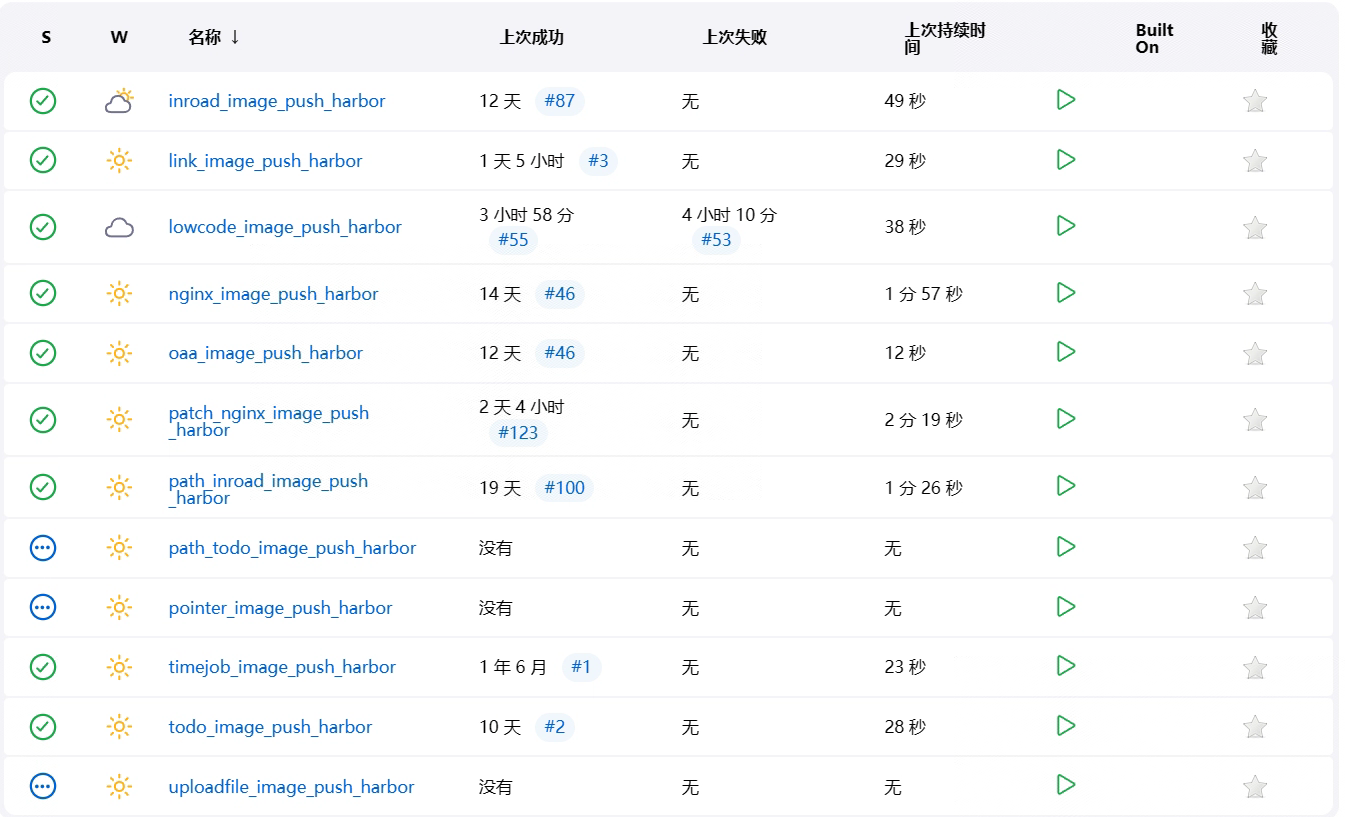 S W 名称 ↓ 上次成功 上次失败 上次持续时间 Built On 收藏
inroad_image_push_harbor 12 天 #87 无 49 秒
link_image_push_harbor 1 天 5 小时 #3 无 29 秒
lowcode_image_push_harbor 3 小时 58 分 #55 4 小时 10 分 #53 38 秒
nginx_image_push_harbor 14 天 #46 无 1 分 57 秒
oaa_image_push_harbor 12 天 #46 无 12 秒
patch_nginx_image_push_harbor 2 天 4 小时 #123 无 2 分 19 秒
path_inroad_image_push_harbor 19 天 #100 无 1 分 26 秒
path_todo_image_push_harbor 没有 无 无
pointer_image_push_harbor 没有 无 无
timejob_image_push_harbor 1 年 6 月 #1 无 23 秒
todo_image_push_harbor 10 天 #2 无 28 秒
uploadfile_image_push_harbor 没有 无 无